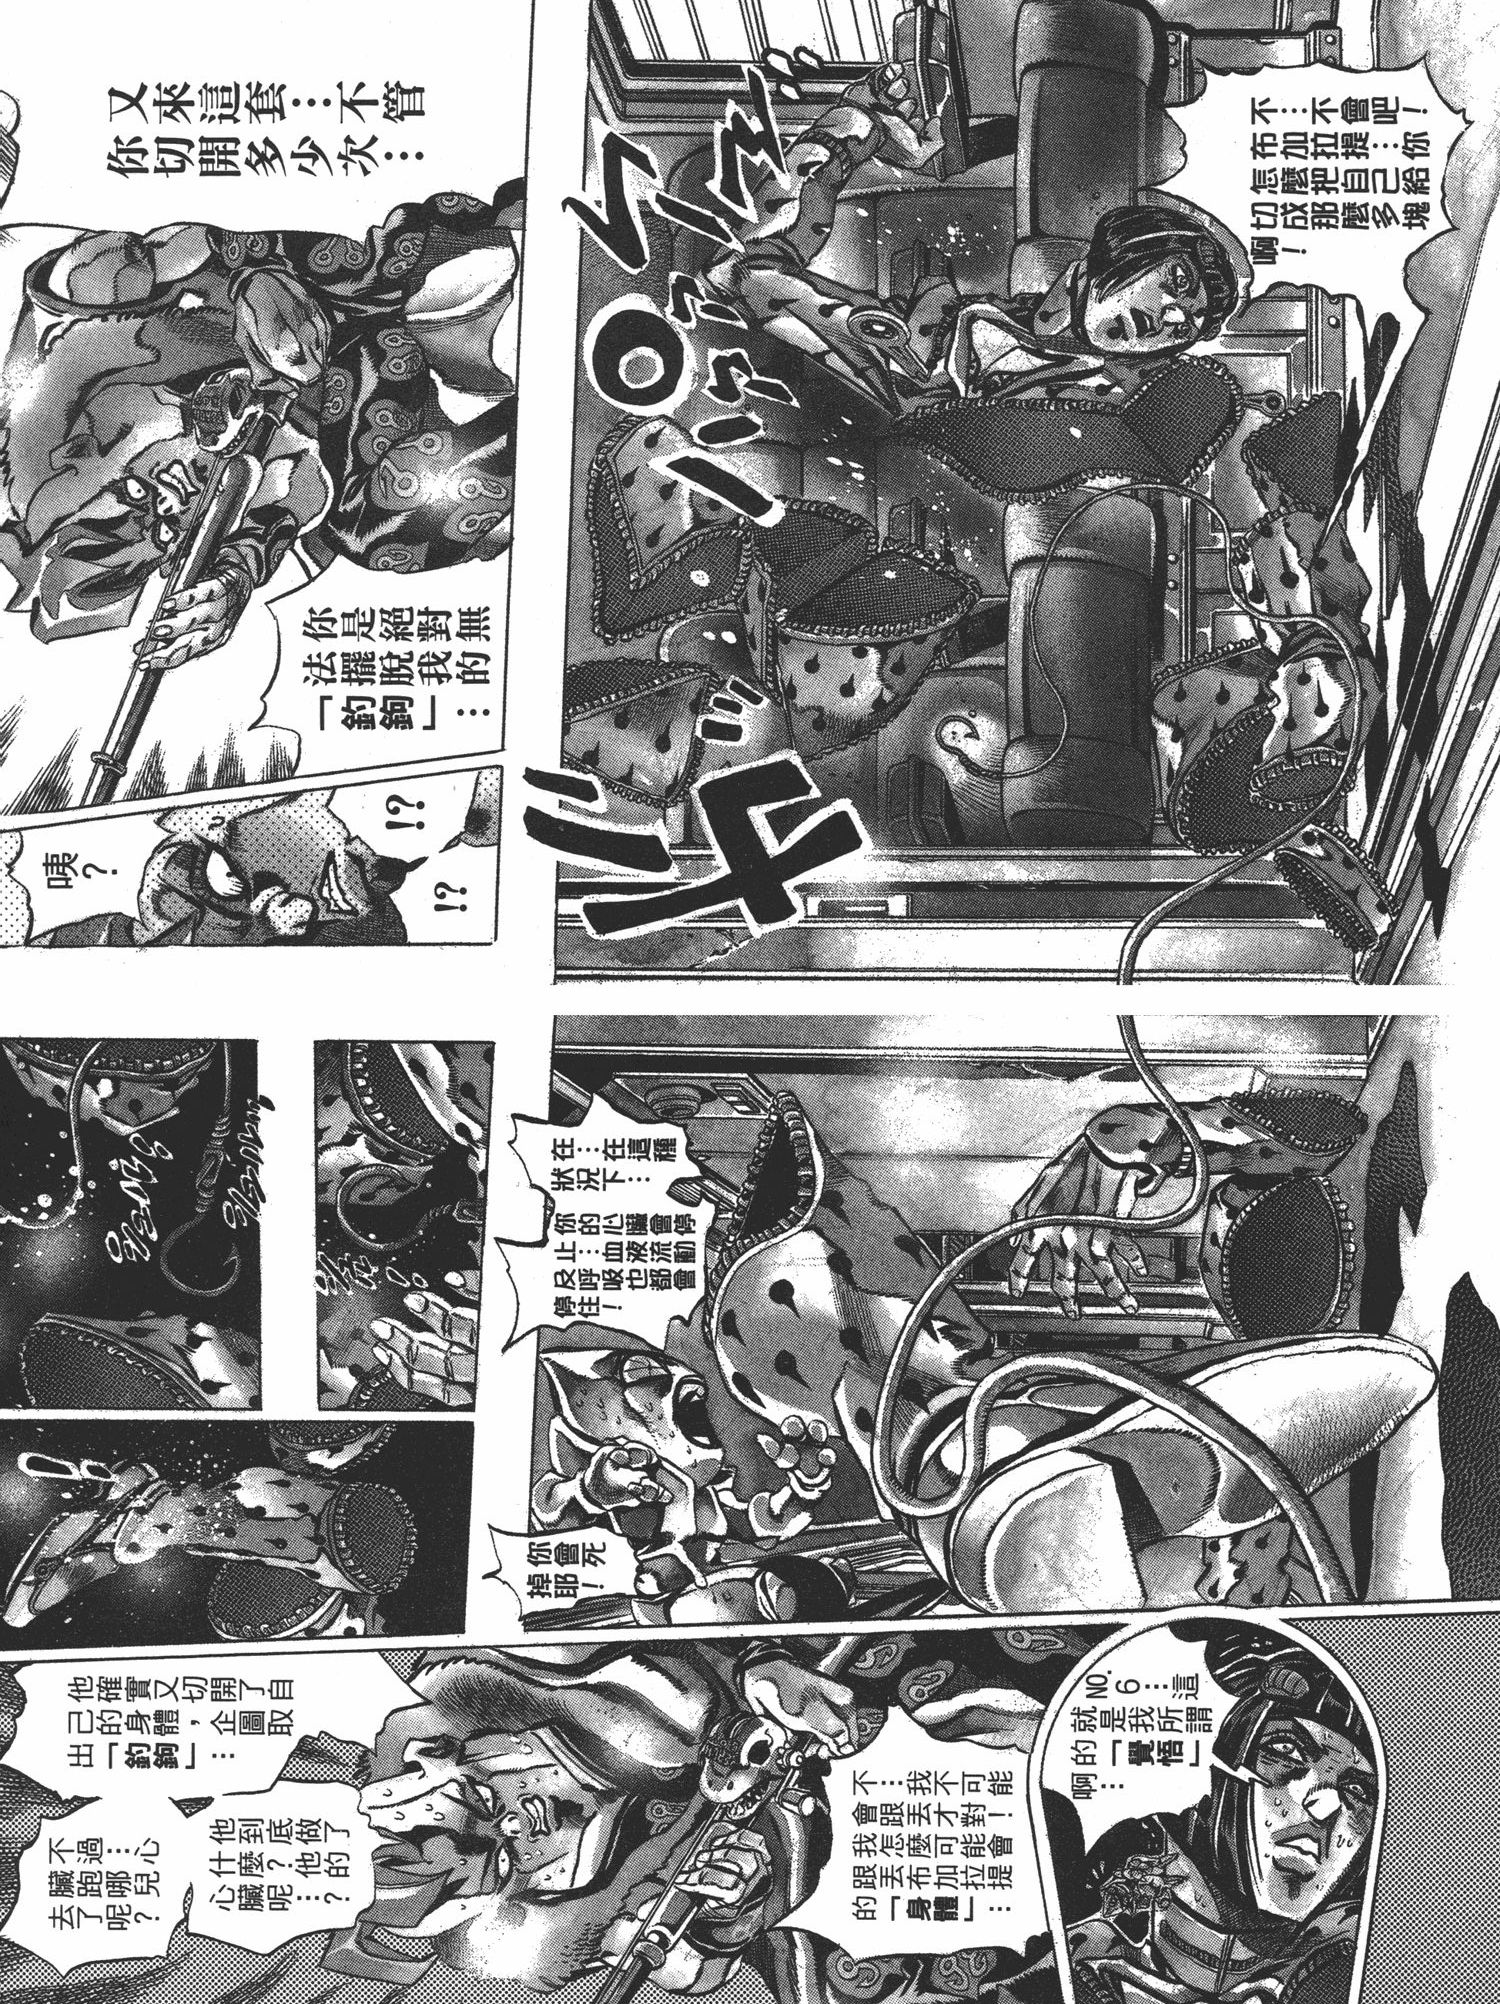 不…不會吧！
布加拉提…你
怎麼把自己給
切成那麼多塊
啊！
又來這套…不管
你切開多少次…
你是絕對無
法擺脫我的
「釣鉤」…
!?
!?
咦？
在…在這種
狀況下…
你的心臟會停
止…血液流動
及呼吸也都會
停住！
你會死
掉耶！
NO.6…這
就是我所謂
的「覺悟」
啊…
不…我不可能
會跟丟才對！
我怎麼可能會
跟丟布加拉提
的「身體」…
他確實又切開了自
己的身體，企圖取
出「釣鉤」…
不過…心
臟跑哪兒
去了呢？
他到底做了
什麼？他的
心臟呢…？